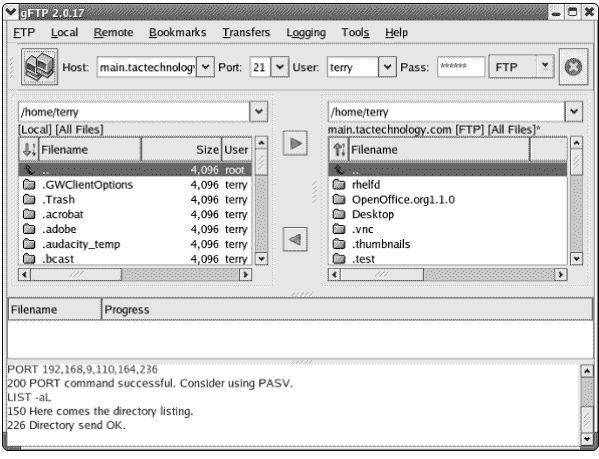 gFTP 2.0.17
FTP Local Remote Bookmarks Transfers Logging Tools Help
Host: main.tactechnology Port: 21 User: terry Pass: ****** FTP
/home/terry
[Local] [All Files]
Filename Size User
.. 4,096 root
.GWClientOptions 4,096 terry
.Trash 4,096 terry
.acrobat 4,096 terry
.adobe 4,096 terry
.audacity_temp 4,096 terry
.bcast 4,096 terry
/home/terry
main.tactechnology.com [FTP] [All Files]*
Filename
..
rhelfd
OpenOffice.org1.1.0
Desktop
.vnc
.thumbnails
.test
Filename Progress
PORT 192,168,9,110,164,236
200 PORT command successful. Consider using PASV.
LIST -aL
150 Here comes the directory listing.
226 Directory send OK.